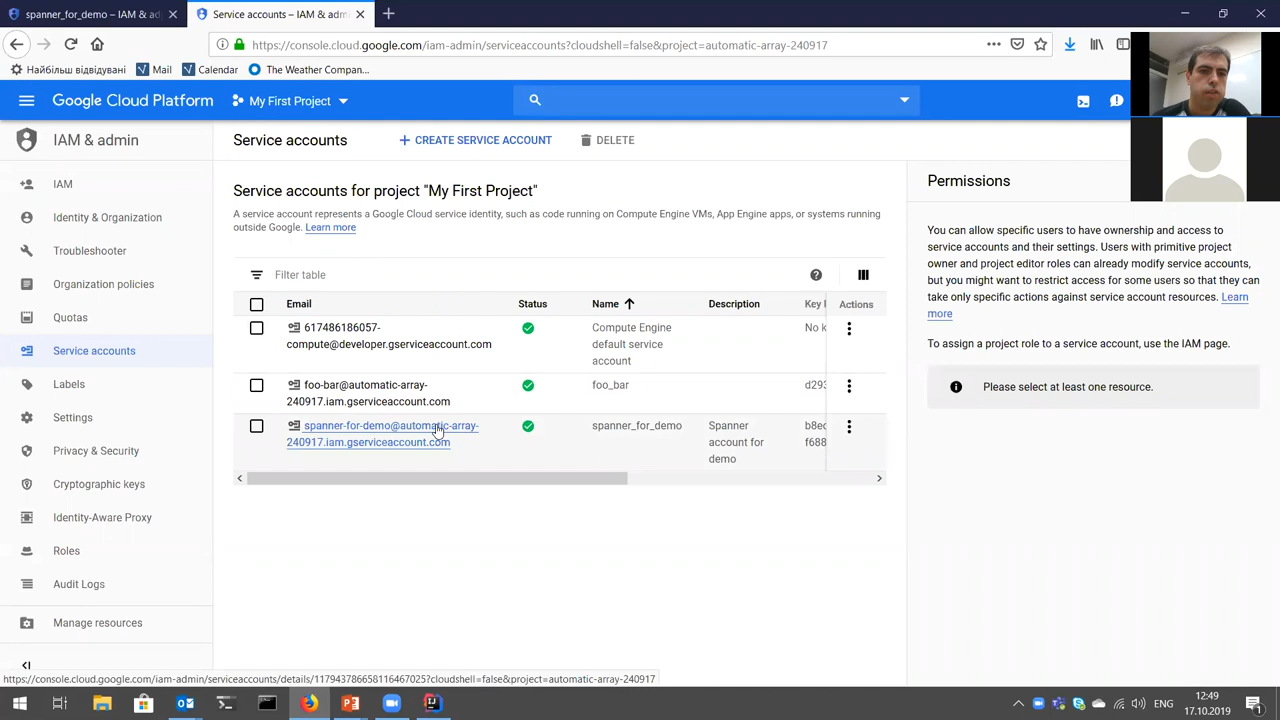 spanner_for_demo – IAM & ad
Service accounts – IAM & admin
https://console.cloud.google.com/iam-admin/serviceaccounts?cloudshell=false&project=automatic-array-240917
Найбільш відвідувані
Mail
Calendar
The Weather Compan...
Google Cloud Platform
My First Project
IAM & admin
Service accounts
CREATE SERVICE ACCOUNT
DELETE
IAM
Identity & Organization
Troubleshooter
Organization policies
Quotas
Service accounts
Labels
Settings
Privacy & Security
Cryptographic keys
Identity-Aware Proxy
Roles
Audit Logs
Manage resources
Service accounts for project "My First Project"
A service account represents a Google Cloud service identity, such as code running on Compute Engine VMs, App Engine apps, or systems running
outside Google. Learn more
Filter table
Email Status Name Description Key I Actions
617486186057-
compute@developer.gserviceaccount.com
Compute Engine
default service
account
No k
foo-bar@automatic-array-
240917.iam.gserviceaccount.com
foo_bar
d293
spanner-for-demo@automatic-array-
240917.iam.gserviceaccount.com
spanner_for_demo
Spanner
account for
demo
b8ec
f688
Permissions
You can allow specific users to have ownership and access to
service accounts and their settings. Users with primitive project
owner and project editor roles can already modify service accounts,
but you might want to restrict access for some users so that they can
take only specific actions against service account resources. Learn
more
To assign a project role to a service account, use the IAM page.
Please select at least one resource.
https://console.cloud.google.com/iam-admin/serviceaccounts/details/117943786658116467025?cloudshell=false&project=automatic-array-240917
ENG
12:49
17.10.2019